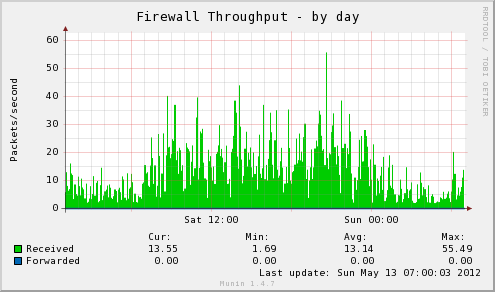 Firewall Throughput - by day
RRDTOOL / TOBI OETIKER
Packets/second
60
50
40
30
20
10
0
Sat 12:00 Sun 00:00
Cur: Min: Avg: Max:
Received 13.55 1.69 13.14 55.49
Forwarded 0.00 0.00 0.00 0.00
Last update: Sun May 13 07:00:03 2012
Munin 1.4.7